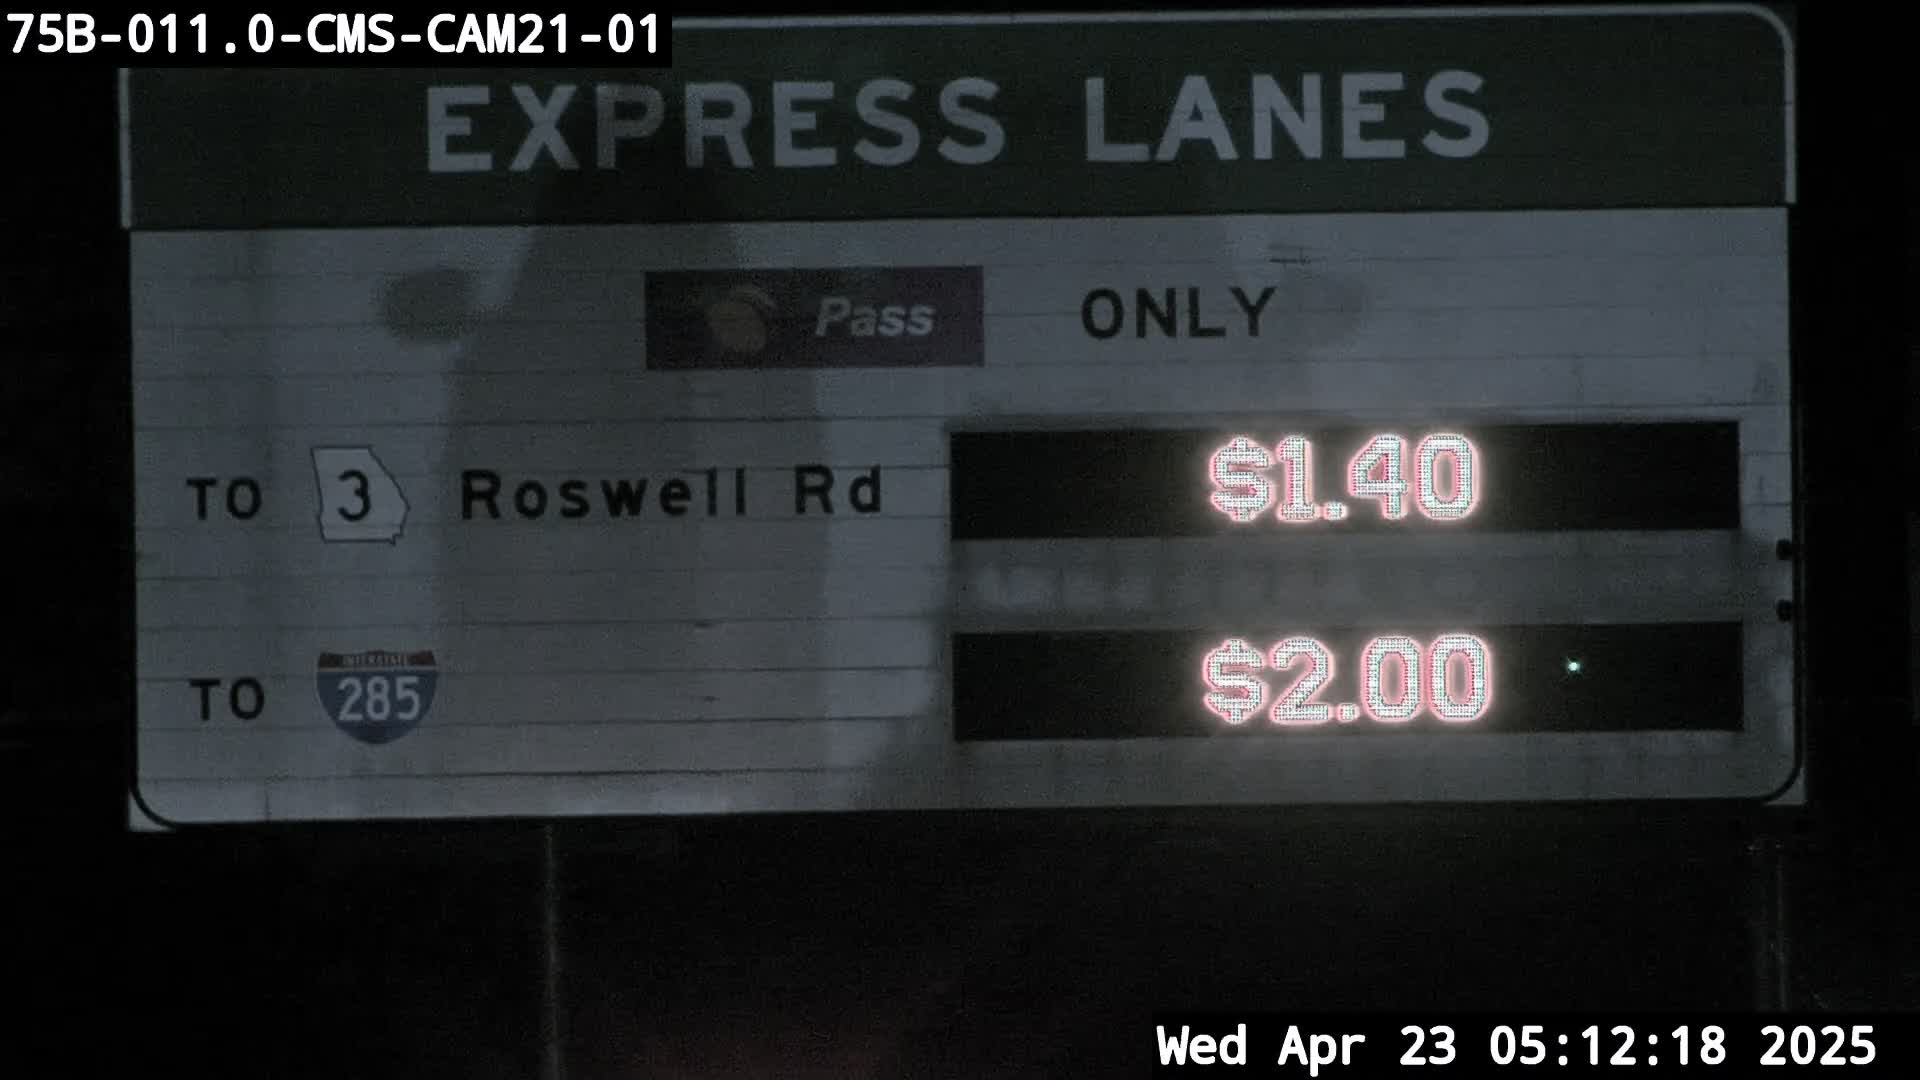 75B-011.0-CMS-CAM21-01
EXPRESS LANES
Pass ONLY
TO 3 Roswell Rd $1.40
INTERSTATE
TO 285 $2.00
Wed Apr 23 05:12:18 2025